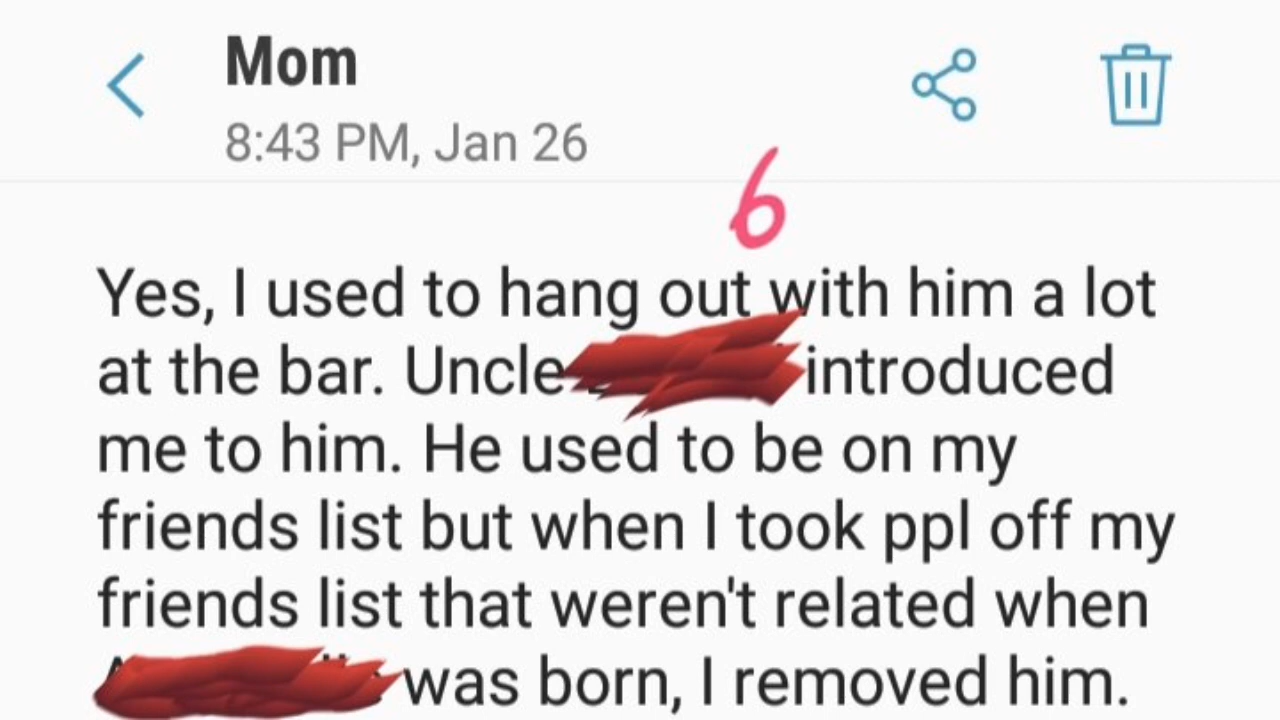 Mom
8:43 PM, Jan 26
6
Yes, I used to hang out with him a lot
at the bar. Uncle introduced
me to him. He used to be on my
friends list but when I took ppl off my
friends list that weren't related when
was born, I removed him.